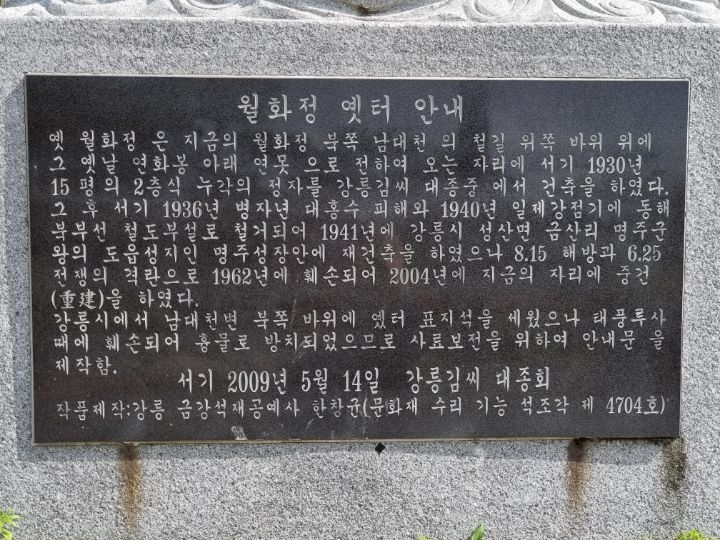 월화정 옛터 안내
옛 월화정 은 지금의 월화정 북쪽 남대천 의 철길 위쪽 바위 위에
그 옛날 연화봉 아래 연못 으로 전하여 오는 자리에 서기 1930년
15 평의 2층식 누각의 정자를 강릉김씨 대종준 에서 건축을 하였다.
그 후 서기 1936년 병자년 대홍수 피해와 1940년 일제강점기에 동해
북부선 철도부설로 철거되어 1941년에 강릉시 성산면 금산리 명주군
왕의 도읍성지인 명주성장안에 재건축을 하였으나 8.15 해방과 6.25
전쟁의 격란으로 1962년에 훼손되어 2004년에 지금의 자리에 중건
(重建)을 하였다.
강릉시에서 남대천변 북쪽 바위에 옜터 표지석을 세웠으나 태풍루사
때에 훼손되어 흉물로 방치되었으므로 사료보전을 위하여 안내문 을
제작함.
서기 2009년 5월 14일 강릉김씨 대종회
작품제작:강릉 금강석재공예사 한창균(문화재 수리 기능 석조각 제 4704호)